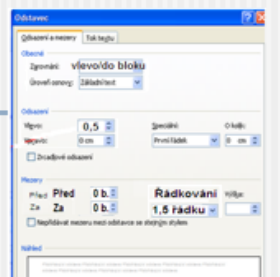 Odstavec
Odsazení a mezery Tok textu
Obecné
Zarovnání: vlevo/do bloku
Úroveň osnovy: Základní text
Odsazení
Vlevo: 0,5 Speciální: O kolik:
Vpravo: 0 cm První řádek 0 cm
Zrcadlové odsazení
Mezery
Před Před 0 b. Řádkování Výška:
Za Za 0 b. 1,5 řádku
Nepřidávat mezeru mezi odstavce se stejným stylem
Náhled